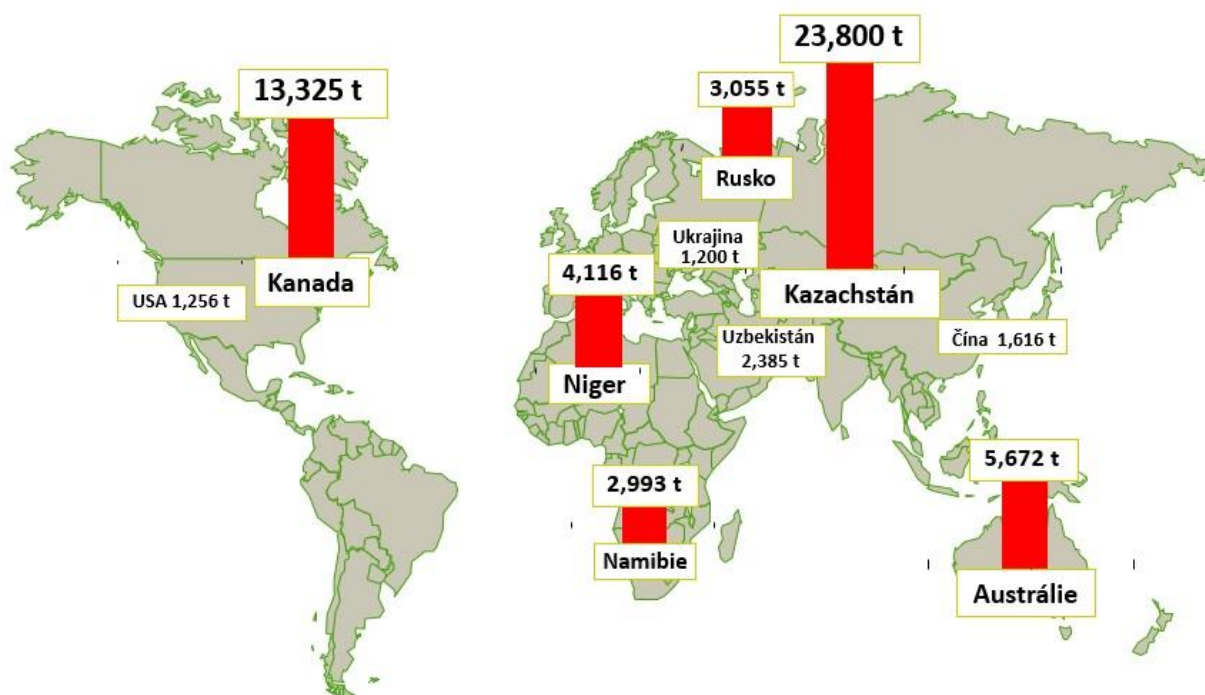 23,800 t
13,325 t
3,055 t
Rusko
Ukrajina
1,200 t
4,116 t
Kanada
Kazachstán
USA 1,256 t
Uzbekistán
2,385 t
Čína 1,616 t
Niger
5,672 t
2,993 t
Namibie
Austrálie